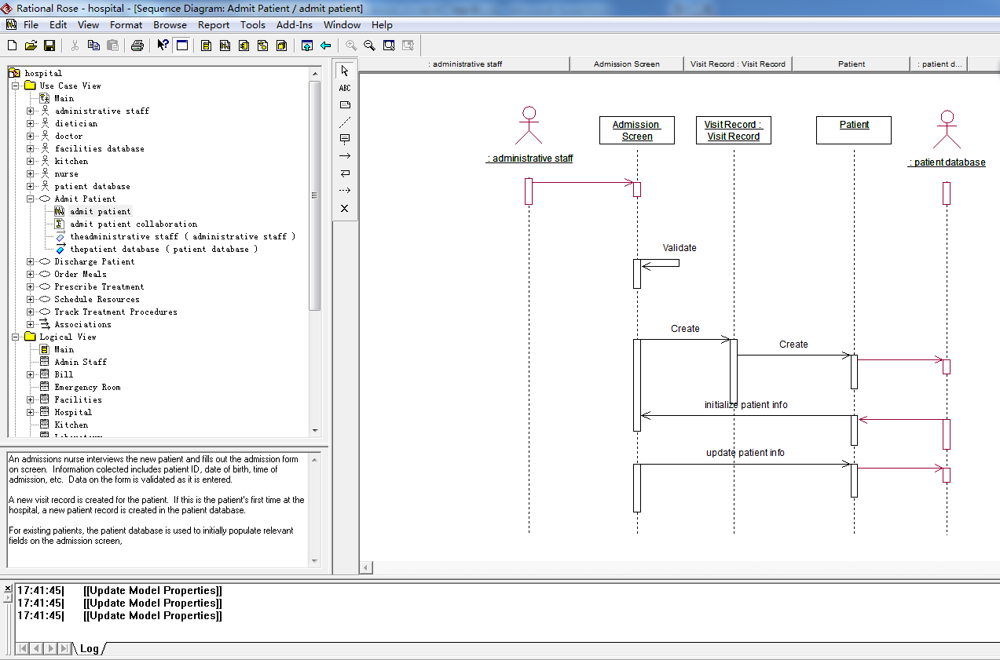 Rational Rose - hospital - [Sequence Diagram: Admit Patient / admit patient]
File Edit View Format Browse Report Tools Add-Ins Window Help
hospital
Use Case View
Main
administrative staff
dietician
doctor
facilities database
kitchen
nurse
patient database
Admit Patient
admit patient
admit patient collaboration
theadministrative staff ( administrative staff )
thepatient database ( patient database )
Discharge Patient
Order Meals
Prescribe Treatment
Schedule Resources
Track Treatment Procedures
Associations
Logical View
Main
Admin Staff
Bill
Emergency Room
Facilities
Hospital
Kitchen
An admissions nurse interviews the new patient and fills out the admission form
on screen. Information colected includes patient ID, date of birth, time of
admission, etc. Data on the form is validated as it is entered.
A new visit record is created for the patient. If this is the patient's first time at the
hospital, a new patient record is created in the patient database.
For existing patients, the patient database is used to initially populate relevant
fields on the admission screen,
ABC
: administrative staff Admission Screen Visit Record : Visit Record Patient : patient d...
: administrative staff
Admission
Screen
Visit Record :
Visit Record
Patient
: patient database
Validate
Create
Create
initialize patient info
update patient info
17:41:45| [[Update Model Properties]]
17:41:45| [[Update Model Properties]]
17:41:45| [[Update Model Properties]]
Log